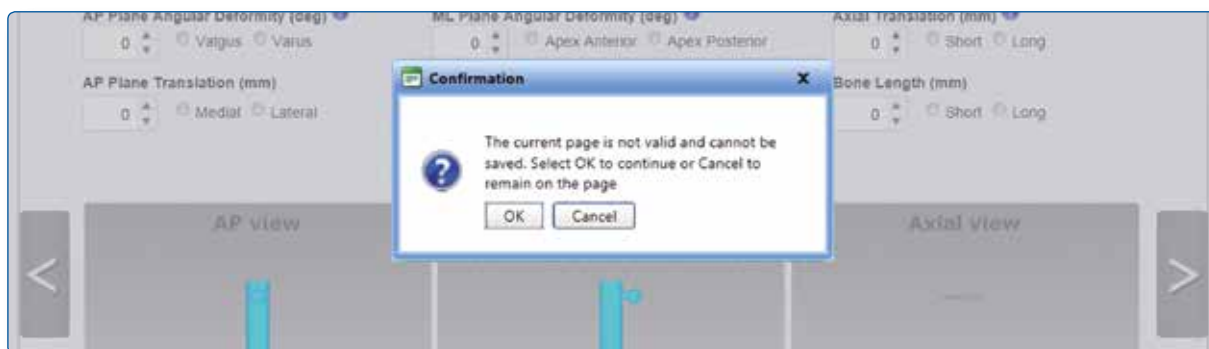 AP Plane Angular Deformity (deg) ML Plane Angular Deformity (deg) Axial Translation (mm)
0 Valgus Varus 0 Apex Anterior Apex Posterior 0 Short Long
AP Plane Translation (mm) Bone Length (mm)
0 Medial Lateral 0 Short Long
Confirmation X
The current page is not valid and cannot be
saved. Select OK to continue or Cancel to
remain on the page
OK Cancel
AP view Axial View
< >